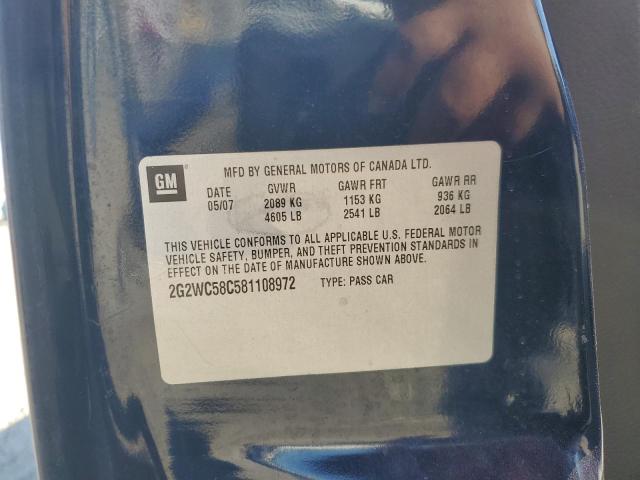 GM
MFD BY GENERAL MOTORS OF CANADA LTD.
DATE GVWR GAWR FRT GAWR RR
05/07 2089 KG 1153 KG 936 KG
4605 LB 2541 LB 2064 LB
THIS VEHICLE CONFORMS TO ALL APPLICABLE U.S. FEDERAL MOTOR
VEHICLE SAFETY, BUMPER, AND THEFT PREVENTION STANDARDS IN
EFFECT ON THE DATE OF MANUFACTURE SHOWN ABOVE.
2G2WC58C581108972 TYPE: PASS CAR